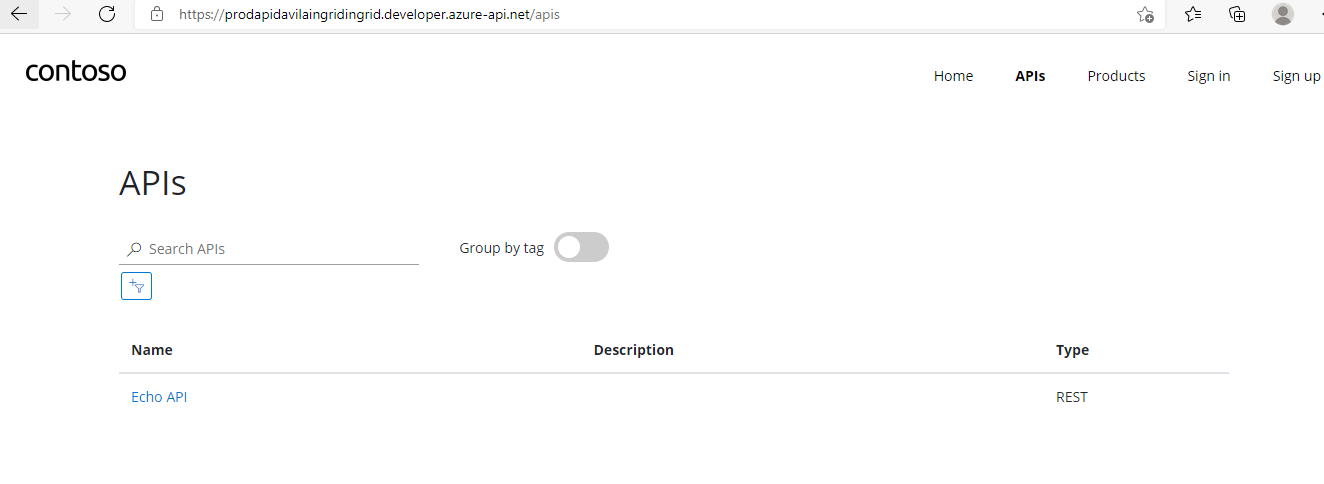 https://prodapidavilaingridingrid.developer.azure-api.net/apis
contoso
Home APIs Products Sign in Sign up
APIs
Search APIs Group by tag
Name Description Type
Echo API REST